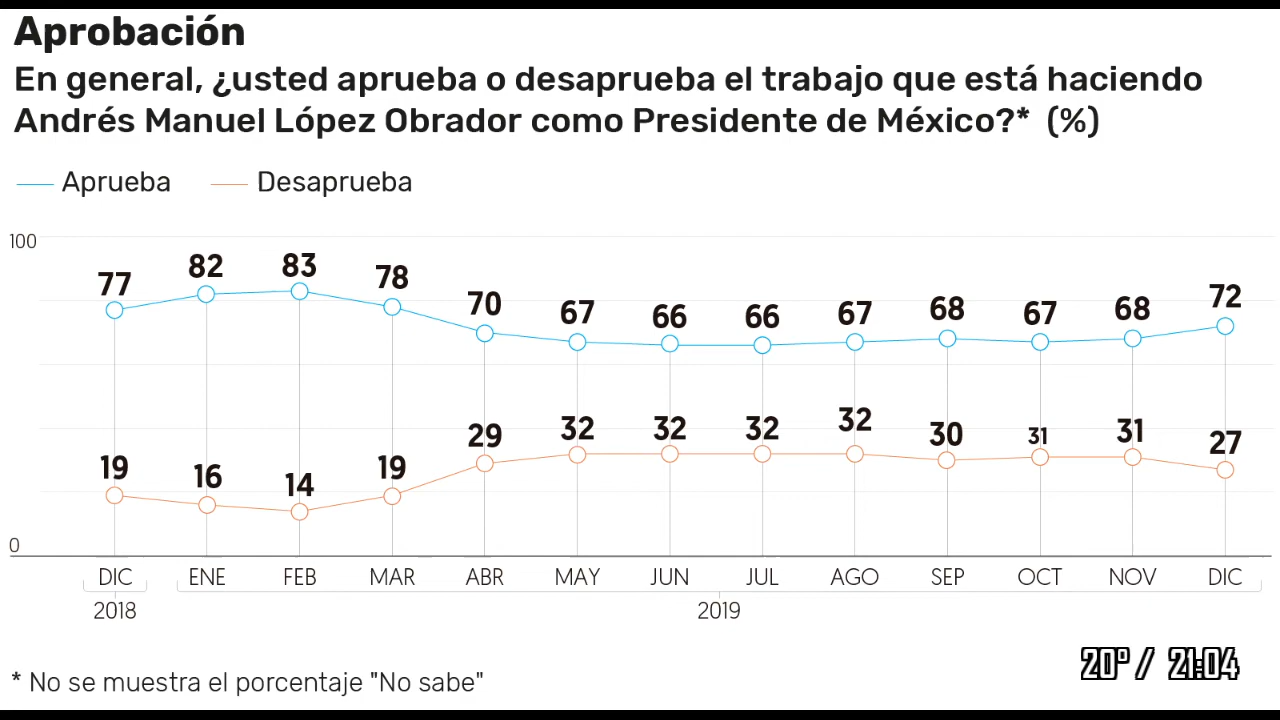 Aprobación
En general, ¿usted aprueba o desaprueba el trabajo que está haciendo
Andrés Manuel López Obrador como Presidente de México?* (%)
Aprueba Desaprueba
100
77 82 83 78 70 67 66 66 67 68 67 68 72
19 16 14 19 29 32 32 32 32 30 31 31 27
0
DIC ENE FEB MAR ABR MAY JUN JUL AGO SEP OCT NOV DIC
2018 2019
20º / 21:04
* No se muestra el porcentaje "No sabe"